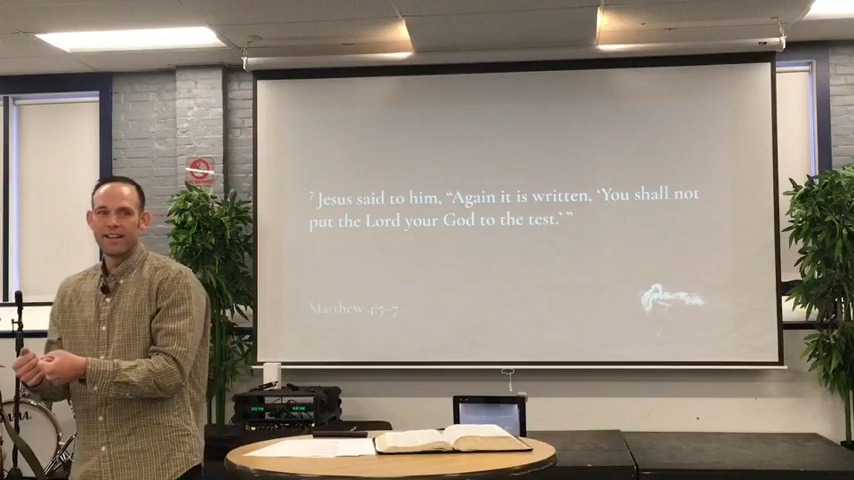 ⁷ Jesus said to him, “Again it is written, ‘You shall not
put the Lord your God to the test.’ ”
Matthew 4:5–7